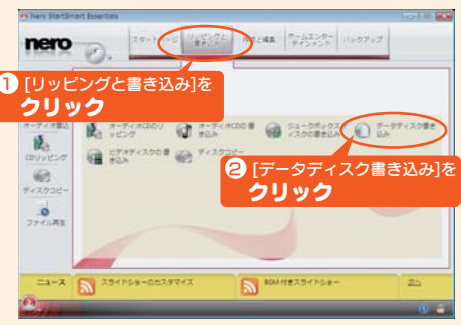 Nero StartSmart Essentials
nero
スタートページ
リッピングと
書き込み
作成と編集
ホームエンター
テインメント
バックアップ
① [リッピングと書き込み]を
クリック
オーディオ書込
オーディオCDのリ
ッピング
オーディオCDの書
き込み
ジュークボックスデ
ィスクの書き込み
データディスク書き
込み
CDリッピング
ビデオディスクの書
き込み
ディスクコピー
② [データディスク書き込み]を
クリック
ディスクコピー
ファイル再生
ニュース
スライドショーのカスタマイズ
BGM付きスライドショー